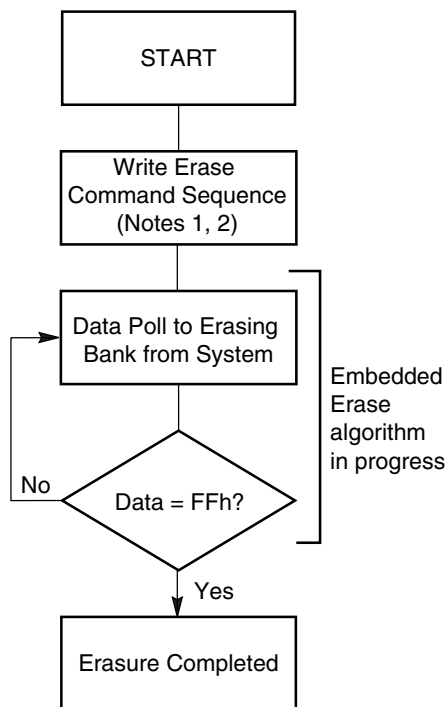 START
Write Erase
Command Sequence
(Notes 1, 2)
Data Poll to Erasing
Bank from System
Embedded
Erase
algorithm
in progress
No
Data = FFh?
Yes
Erasure Completed